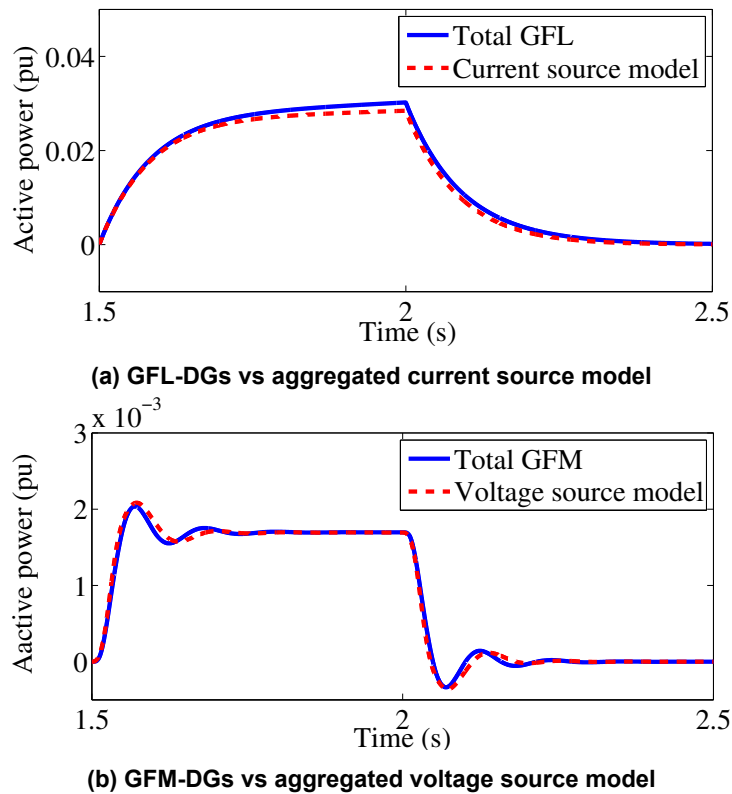 0.04
0.02
0
Active power (pu)
Total GFL
Current source model
1.5
2
2.5
Time (s)
(a) GFL-DGs vs aggregated current source model
x 10⁻³
3
2
1
0
Aactive power (pu)
Total GFM
Voltage source model
1.5
2
2.5
Time (s)
(b) GFM-DGs vs aggregated voltage source model